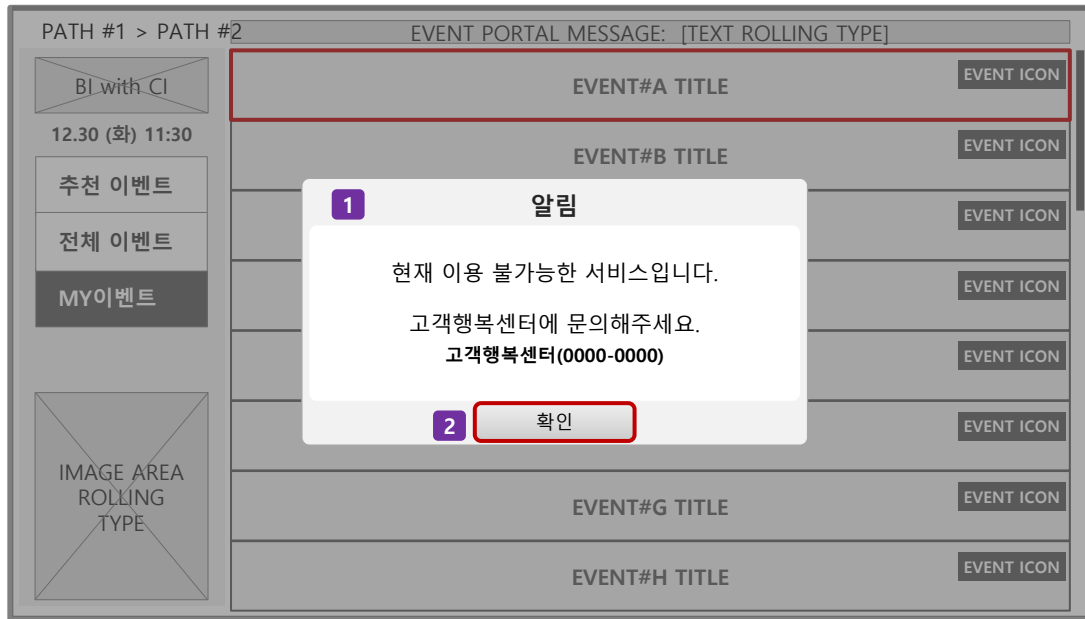 PATH #1 > PATH #2
EVENT PORTAL MESSAGE: [TEXT ROLLING TYPE]
BI with CI
12.30 (화) 11:30
추천 이벤트
전체 이벤트
MY이벤트
IMAGE AREA
ROLLING
TYPE
EVENT#A TITLE
EVENT ICON
EVENT#B TITLE
EVENT ICON
EVENT ICON
EVENT ICON
EVENT ICON
EVENT ICON
EVENT#G TITLE
EVENT ICON
EVENT#H TITLE
EVENT ICON
1
알림
현재 이용 불가능한 서비스입니다.
고객행복센터에 문의해주세요.
고객행복센터(0000-0000)
2
확인